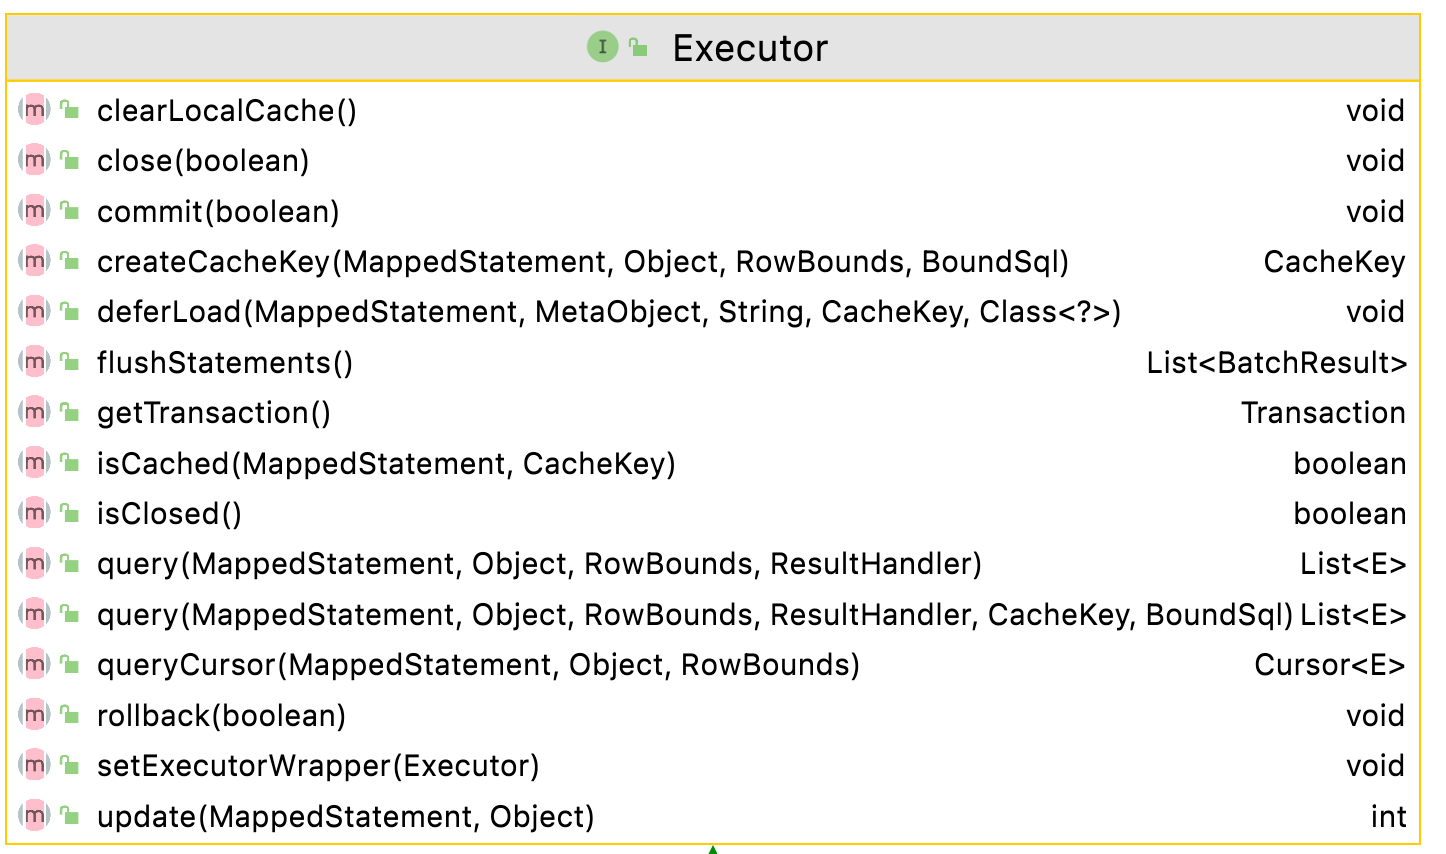 I Executor
m clearLocalCache() void
m close(boolean) void
m commit(boolean) void
m createCacheKey(MappedStatement, Object, RowBounds, BoundSql) CacheKey
m deferLoad(MappedStatement, MetaObject, String, CacheKey, Class<?>) void
m flushStatements() List<BatchResult>
m getTransaction() Transaction
m isCached(MappedStatement, CacheKey) boolean
m isClosed() boolean
m query(MappedStatement, Object, RowBounds, ResultHandler) List<E>
m query(MappedStatement, Object, RowBounds, ResultHandler, CacheKey, BoundSql) List<E>
m queryCursor(MappedStatement, Object, RowBounds) Cursor<E>
m rollback(boolean) void
m setExecutorWrapper(Executor) void
m update(MappedStatement, Object) int